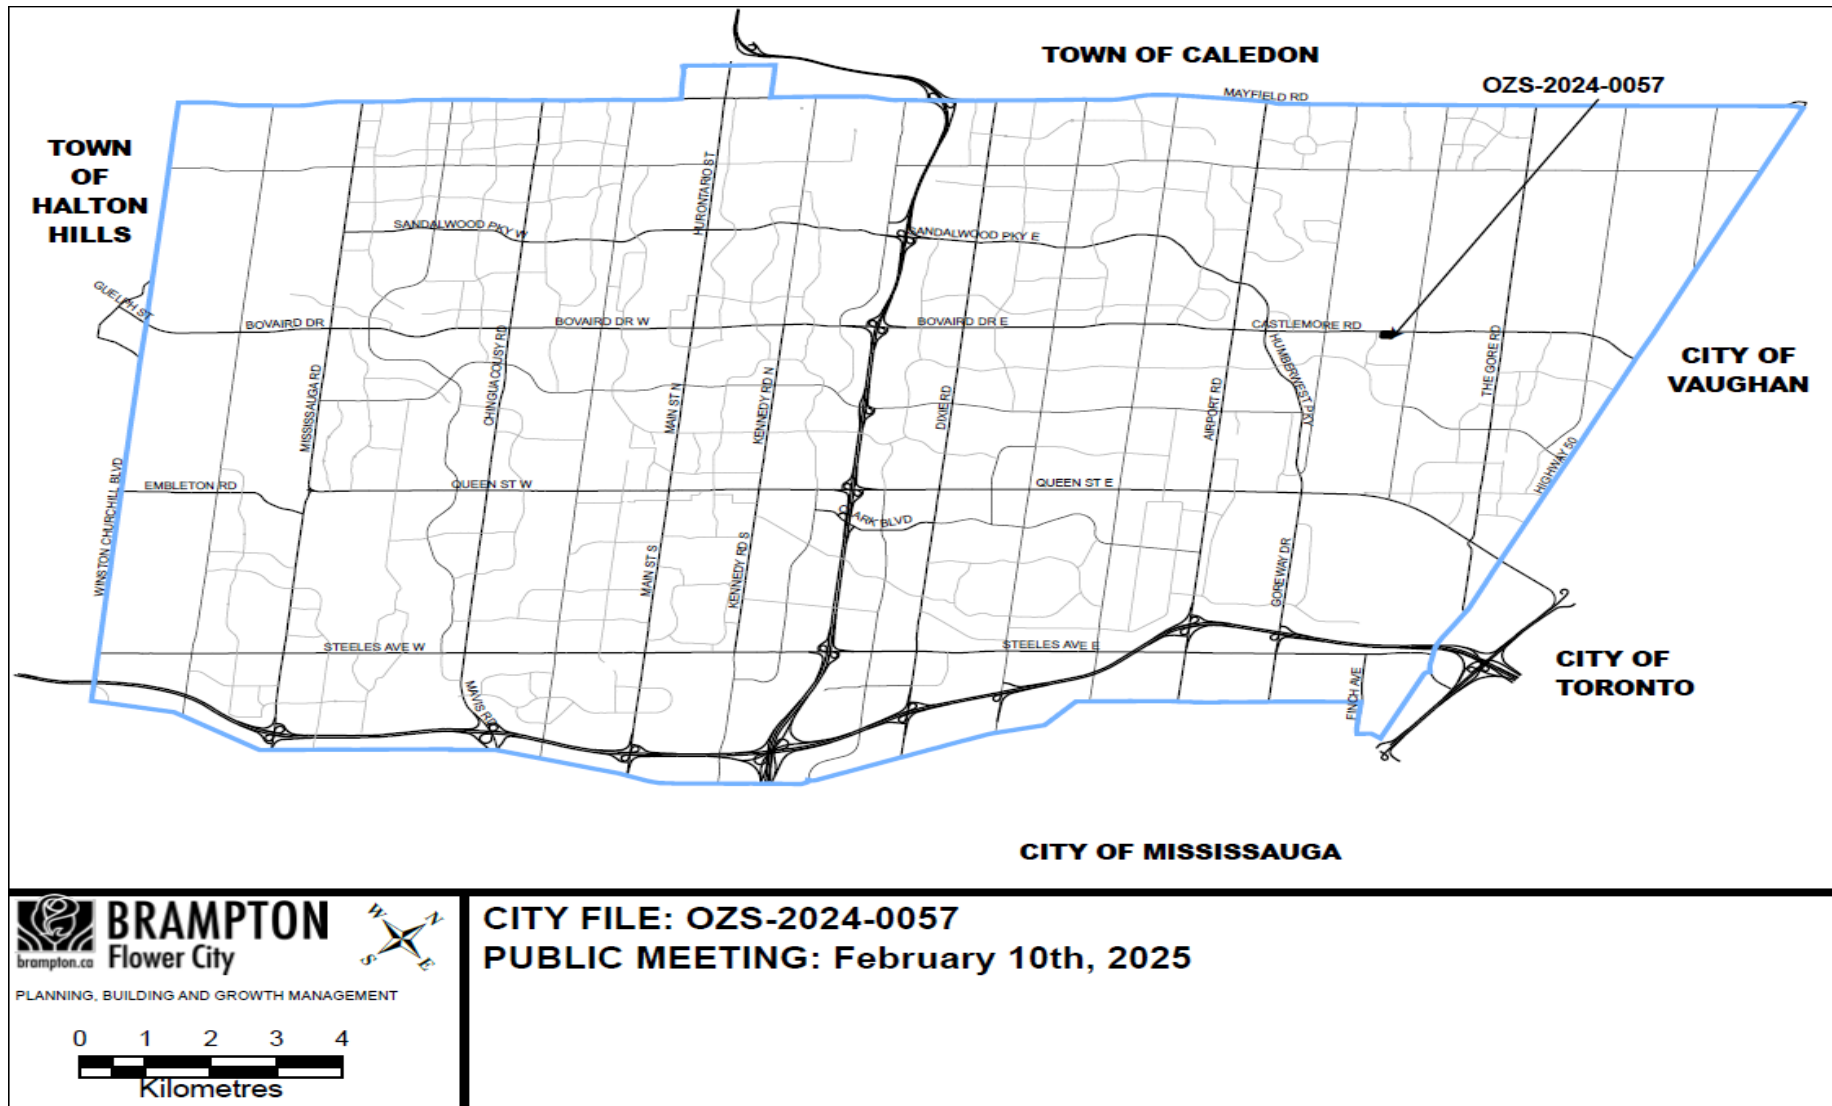 TOWN OF CALEDON
OZS-2024-0057
MAYFIELD RD
TOWN
OF
HALTON
HILLS
HURONTARIO ST
SANDALWOOD PKY W
SANDALWOOD PKY E
GUELPH ST
BOVAIRD DR
BOVAIRD DR W
BOVAIRD DR E
CASTLEMORE RD
CITY OF
VAUGHAN
MISSISSAUGA RD
CHINGUACOUSY RD
MAIN ST N
KENNEDY RD N
DIXIE RD
AIRPORT RD
HUMBERWEST PKY
THE GORE RD
HIGHWAY 50
WINSTON CHURCHILL BLVD
EMBLETON RD
QUEEN ST W
QUEEN ST E
CLARK BLVD
MAIN ST S
KENNEDY RD S
GOREWAY DR
STEELES AVE W
STEELES AVE E
MAVIS RD
FINCH AVE
CITY OF
TORONTO
CITY OF MISSISSAUGA
BRAMPTON
brampton.ca Flower City
W N
S E
PLANNING, BUILDING AND GROWTH MANAGEMENT
0 1 2 3 4
Kilometres
CITY FILE: OZS-2024-0057
PUBLIC MEETING: February 10th, 2025